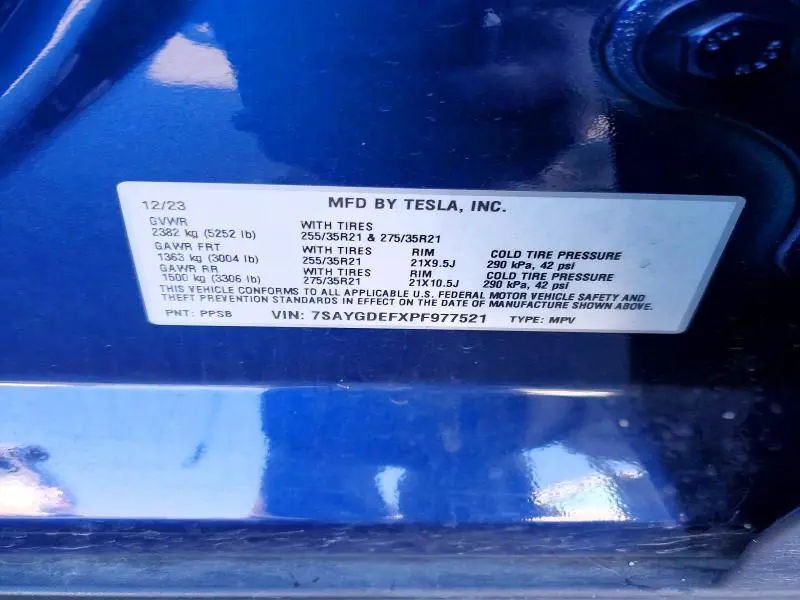 12/23 MFD BY TESLA, INC.
GVWR
2382 kg (5252 lb) WITH TIRES
255/35R21 & 275/35R21
GAWR FRT WITH TIRES RIM COLD TIRE PRESSURE
1363 kg (3004 lb) 255/35R21 21X9.5J 290 kPa, 42 psi
GAWR RR WITH TIRES RIM COLD TIRE PRESSURE
1500 kg (3306 lb) 275/35R21 21X10.5J 290 kPa, 42 psi
THIS VEHICLE CONFORMS TO ALL APPLICABLE U.S. FEDERAL MOTOR VEHICLE SAFETY AND
THEFT PREVENTION STANDARDS IN EFFECT ON THE DATE OF MANUFACTURE SHOWN ABOVE.
PNT: PPSB VIN: 7SAYGDEFXPF977521 TYPE: MPV